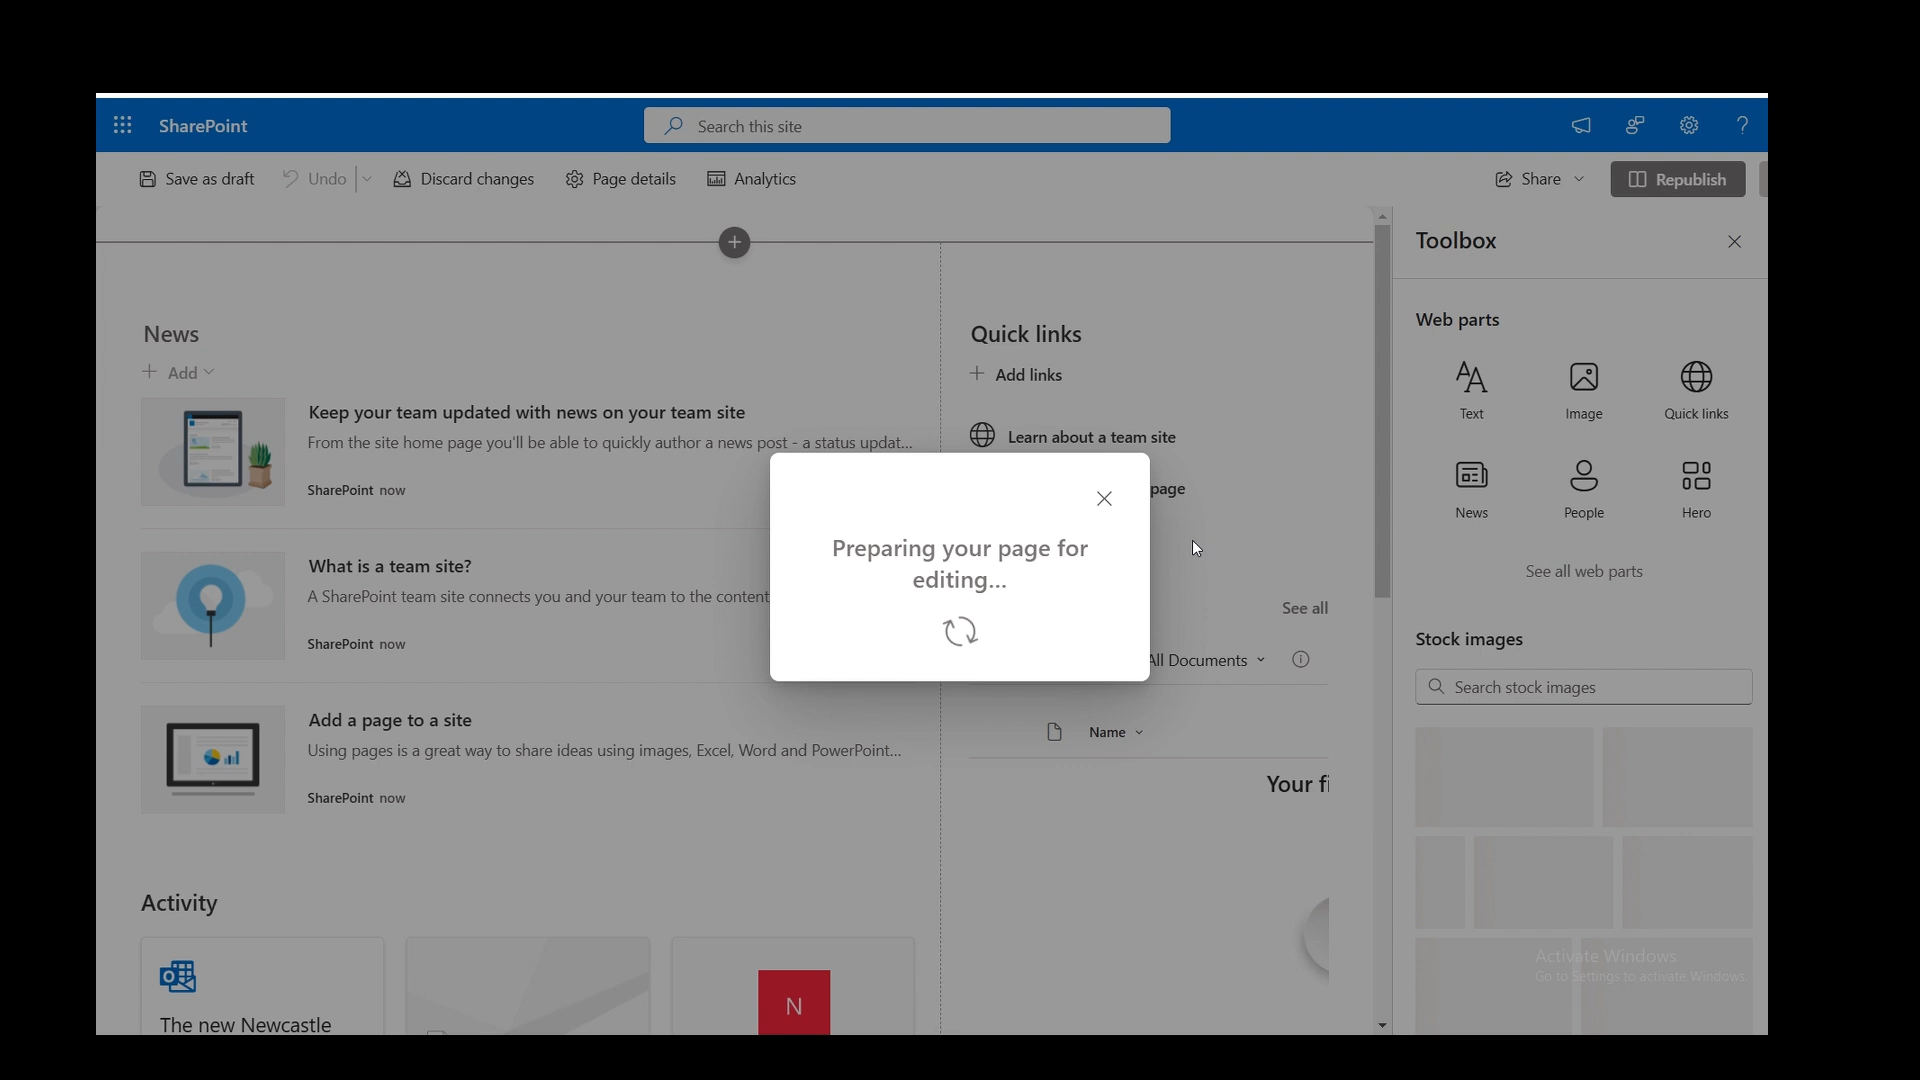 SharePoint
Search this site
Save as draft
Undo
Discard changes
Page details
Analytics
Share
Republish
Toolbox
News
Add
Keep your team updated with news on your team site
From the site home page you'll be able to quickly author a news post - a status updat...
SharePoint now
What is a team site?
A SharePoint team site connects you and your team to the content
SharePoint now
Add a page to a site
Using pages is a great way to share ideas using images, Excel, Word and PowerPoint...
SharePoint now
Activity
The new Newcastle
N
Quick links
Add links
Learn about a team site
page
Preparing your page for
editing...
See all
All Documents
Name
Your fi
Web parts
Text
Image
Quick links
News
People
Hero
See all web parts
Stock images
Search stock images
Activate Windows
Go to Settings to activate Windows.